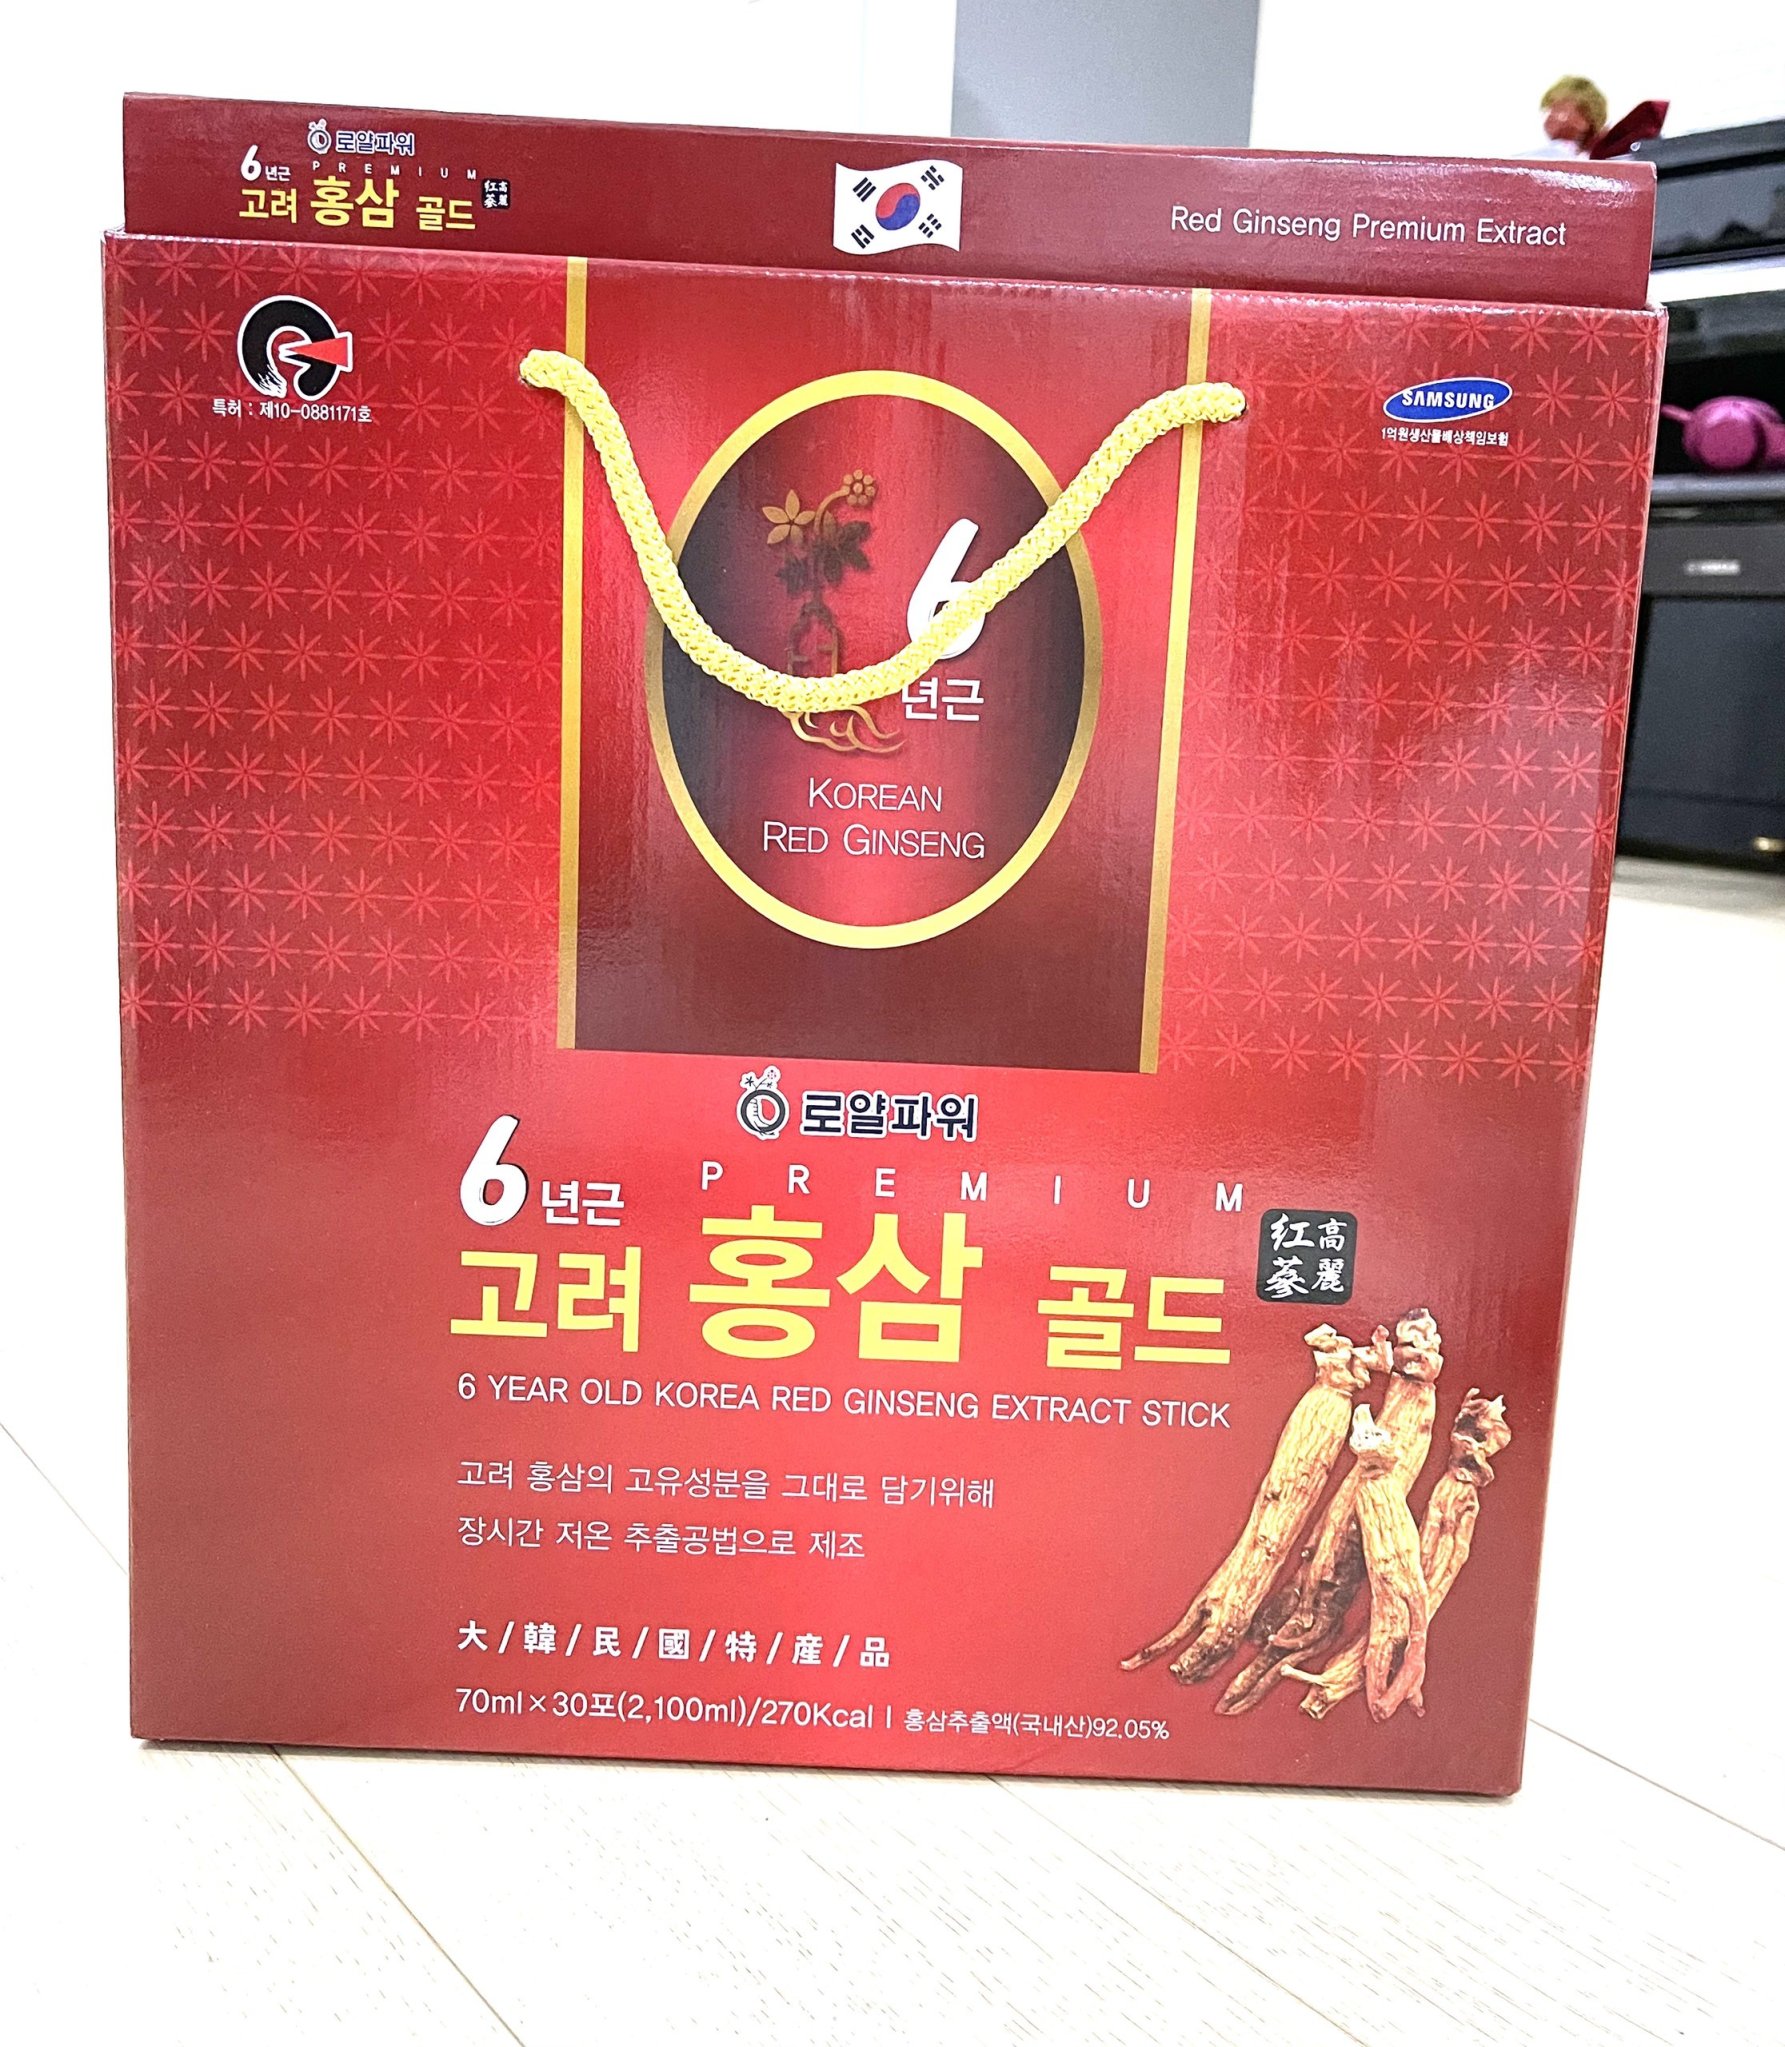 로얄파워
6년근 PREMIUM
고려 홍삼 골드
紅蔘 高麗
Red Ginseng Premium Extract
특허 : 제10-0881171호
SAMSUNG
1억원생산물배상책임보험
6
년근
KOREAN
RED GINSENG
로얄파워
6년근 PREMIUM
고려 홍삼 골드
紅蔘 高麗
6 YEAR OLD KOREA RED GINSENG EXTRACT STICK
고려 홍삼의 고유성분을 그대로 담기위해
장시간 저온 추출공법으로 제조
大/韓/民/國/特/産/品
70ml×30포(2,100ml)/270Kcal | 홍삼추출액(국내산)92.05%